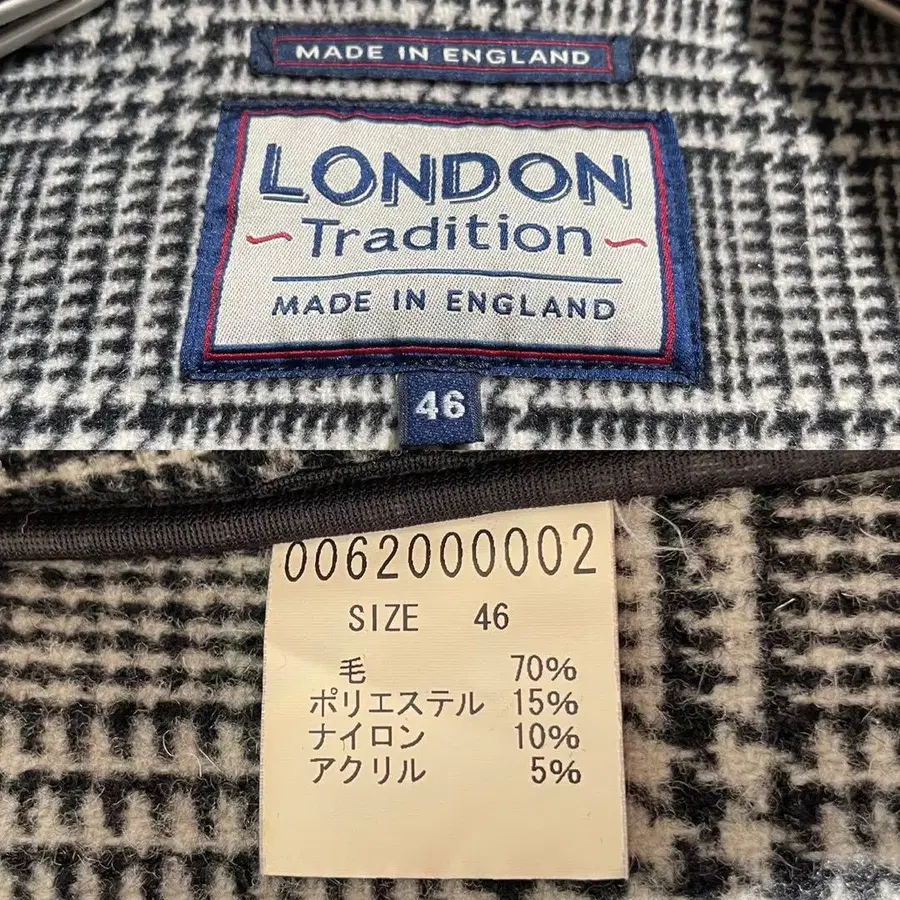 MADE IN ENGLAND
LONDON
Tradition
MADE IN ENGLAND
46
0062000002
SIZE 46
毛 70%
ポリエステル 15%
ナイロン 10%
アクリル 5%